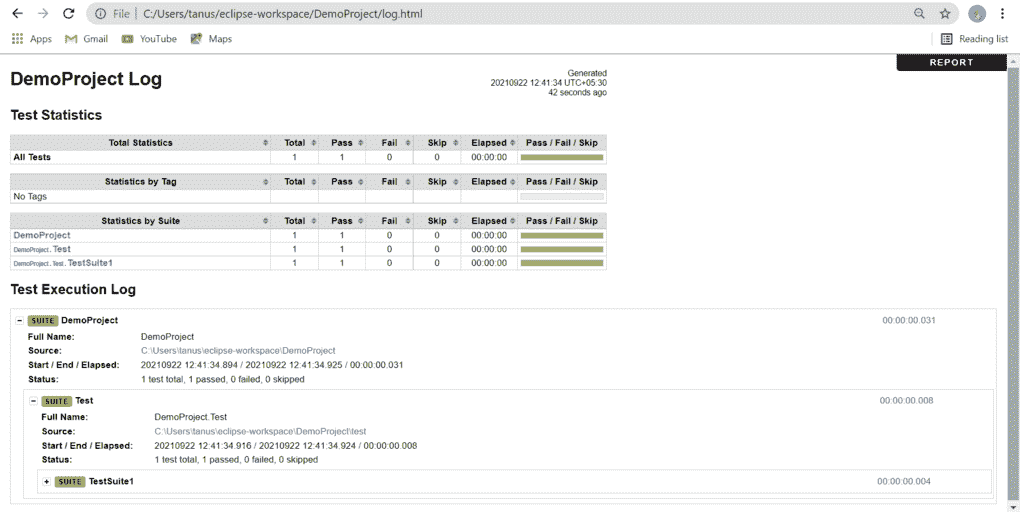 File | C:/Users/tanus/eclipse-workspace/DemoProject/log.html
Apps Gmail YouTube Maps Reading list
REPORT
DemoProject Log
Generated
20210922 12:41:34 UTC+05:30
42 seconds ago
Test Statistics
Total Statistics Total Pass Fail Skip Elapsed Pass / Fail / Skip
All Tests 1 1 0 0 00:00:00
Statistics by Tag Total Pass Fail Skip Elapsed Pass / Fail / Skip
No Tags
Statistics by Suite Total Pass Fail Skip Elapsed Pass / Fail / Skip
DemoProject 1 1 0 0 00:00:00
DemoProject.Test 1 1 0 0 00:00:00
DemoProject.Test.TestSuite1 1 1 0 0 00:00:00
Test Execution Log
− SUITE DemoProject 00:00:00.031
Full Name: DemoProject
Source: C:\Users\tanus\eclipse-workspace\DemoProject
Start / End / Elapsed: 20210922 12:41:34.894 / 20210922 12:41:34.925 / 00:00:00.031
Status: 1 test total, 1 passed, 0 failed, 0 skipped
− SUITE Test 00:00:00.008
Full Name: DemoProject.Test
Source: C:\Users\tanus\eclipse-workspace\DemoProject\test
Start / End / Elapsed: 20210922 12:41:34.916 / 20210922 12:41:34.924 / 00:00:00.008
Status: 1 test total, 1 passed, 0 failed, 0 skipped
+ SUITE TestSuite1 00:00:00.004